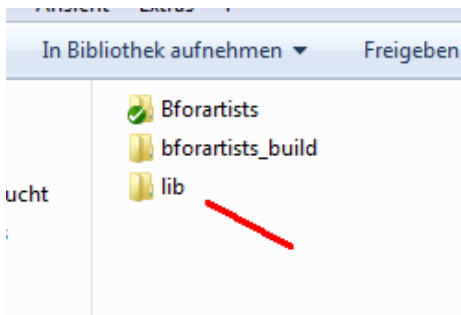 In Bibliothek aufnehmen ▼ Freigeben
Bforartists
bforartists_build
lib
ucht